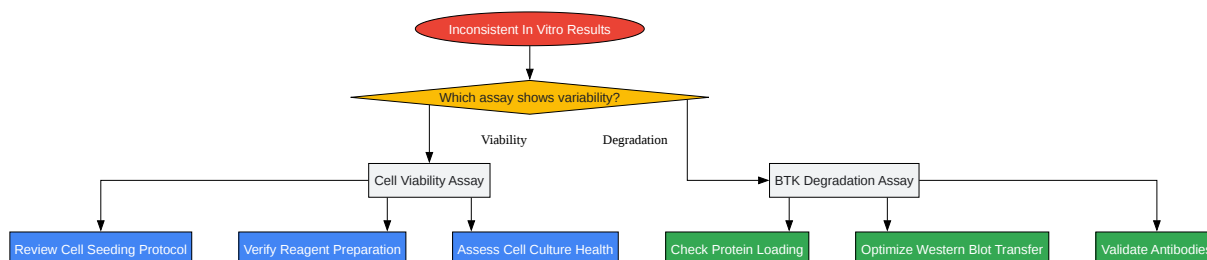 Inconsistent In Vitro Results
Which assay shows variability?
Viability
Degradation
Cell Viability Assay
BTK Degradation Assay
Review Cell Seeding Protocol
Verify Reagent Preparation
Assess Cell Culture Health
Check Protein Loading
Optimize Western Blot Transfer
Validate Antibodies